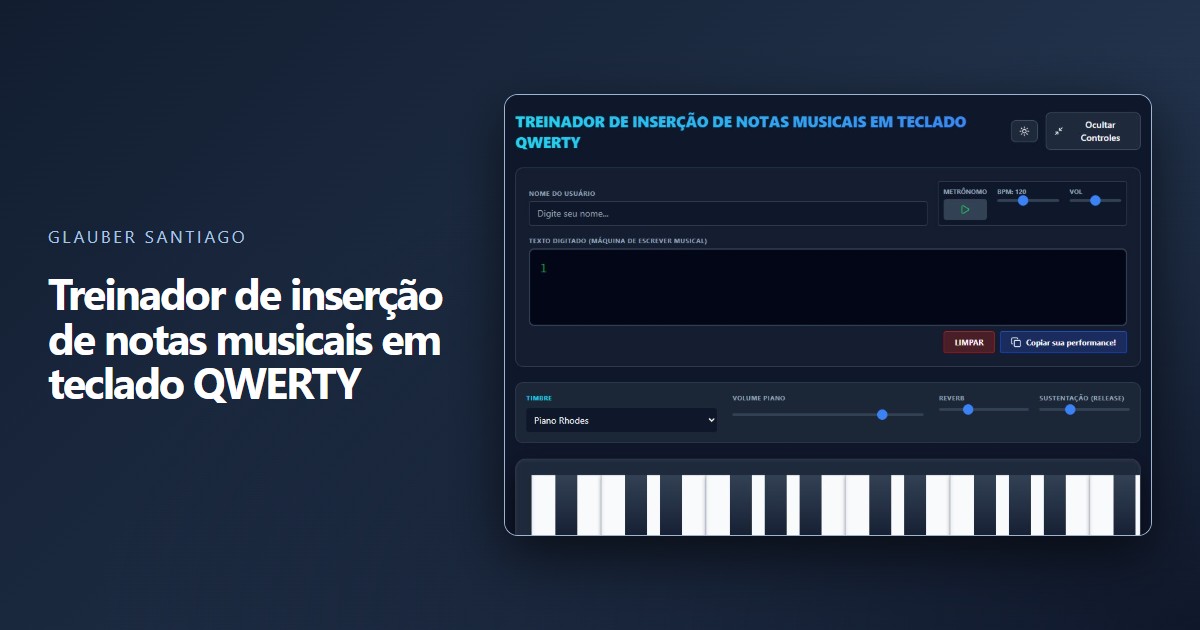 GLAUBER SANTIAGO
Treinador de inserção
de notas musicais em
teclado QWERTY
TREINADOR DE INSERÇÃO DE NOTAS MUSICAIS EM TECLADO
QWERTY
Ocultar
Controles
NOME DO USUÁRIO
Digite seu nome...
METRÔNOMO
BPM: 120
VOL
TEXTO DIGITADO (MÁQUINA DE ESCREVER MUSICAL)
1
LIMPAR
Copiar sua performance!
TIMBRE
Piano Rhodes
VOLUME PIANO
REVERB
SUSTENTAÇÃO (RELEASE)